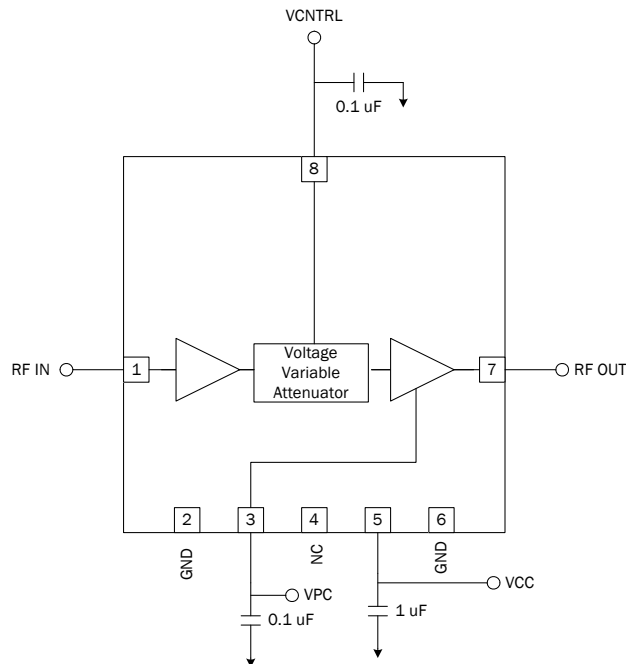 VCNTRL
0.1 uF
8
RF IN
1
Voltage
Variable
Attenuator
7
RF OUT
2
3
4
5
6
GND
NC
GND
VPC
VCC
0.1 uF
1 uF